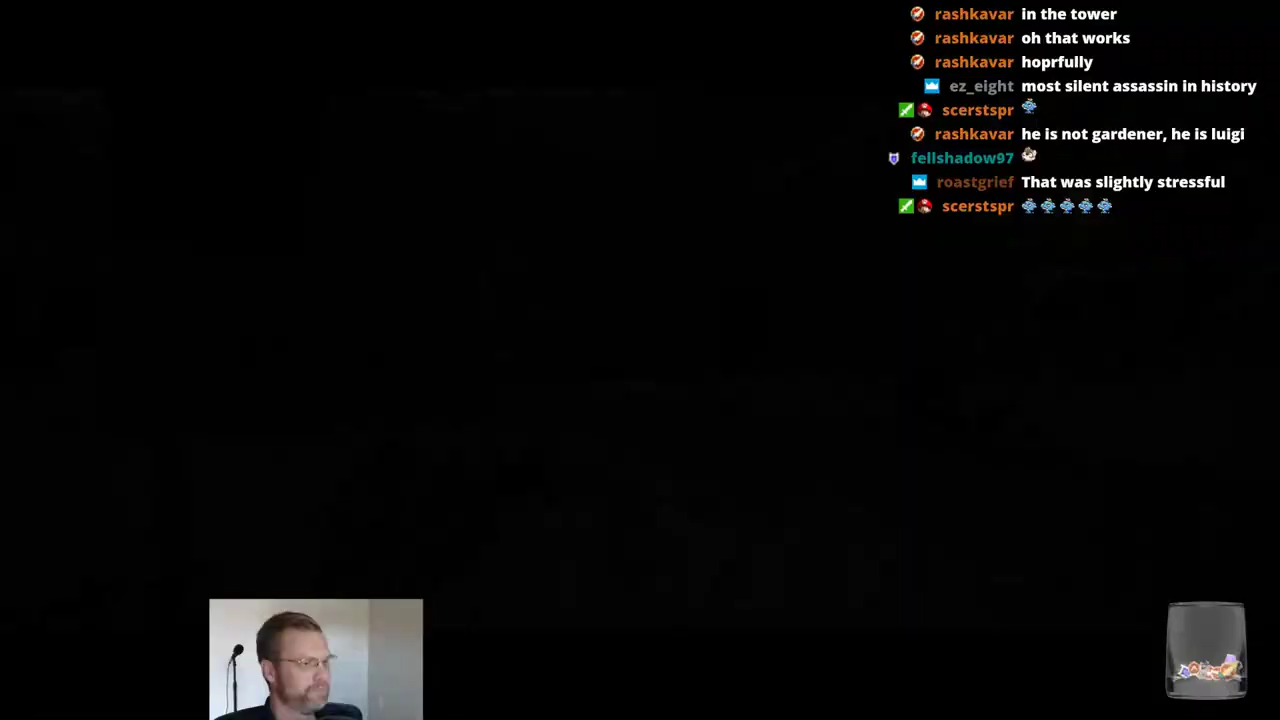 rashkavar in the tower
rashkavar oh that works
rashkavar hoprfully
ez_eight most silent assassin in history
scerstspr
rashkavar he is not gardener, he is luigi
fellshadow97
roastgrief That was slightly stressful
scerstspr